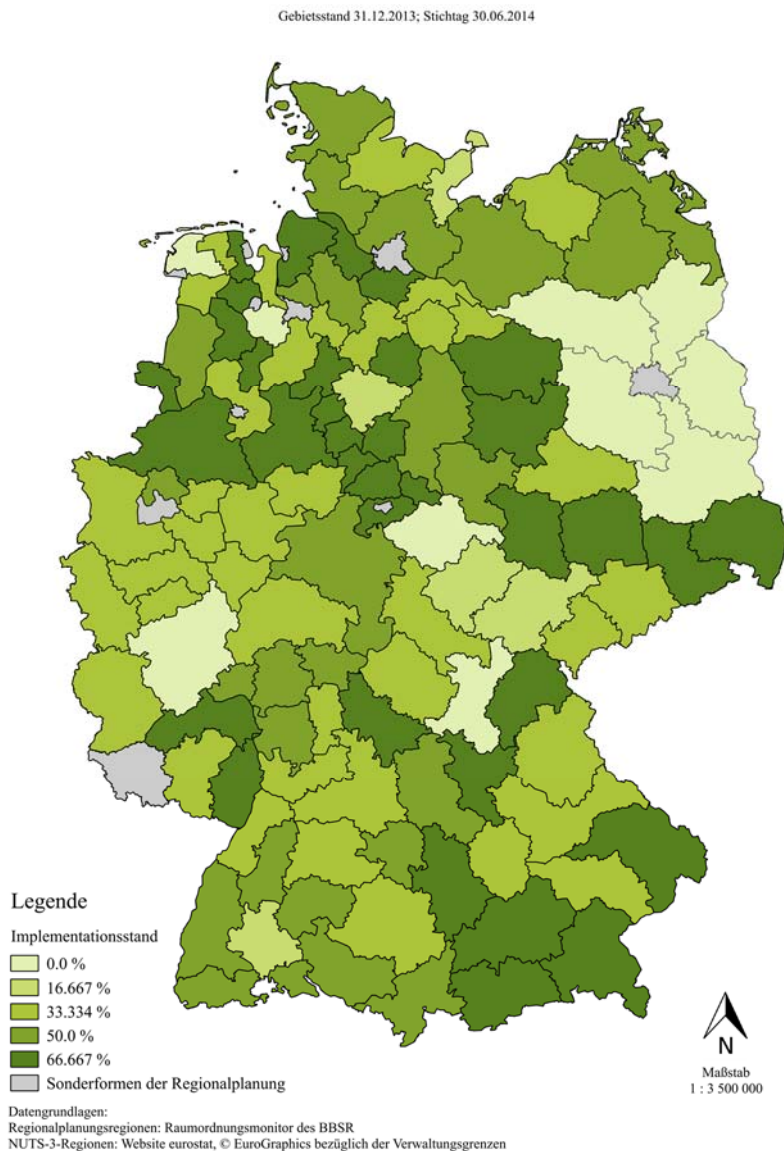 Gebietsstand 31.12.2013; Stichtag 30.06.2014
Legende
Implementationsstand
0.0 %
16.667 %
33.334 %
50.0 %
66.667 %
Sonderformen der Regionalplanung
N
Maßstab
1 : 3 500 000
Datengrundlagen:
Regionalplanungsregionen: Raumordnungsmonitor des BBSR
NUTS-3-Regionen: Website eurostat, © EuroGraphics bezüglich der Verwaltungsgrenzen